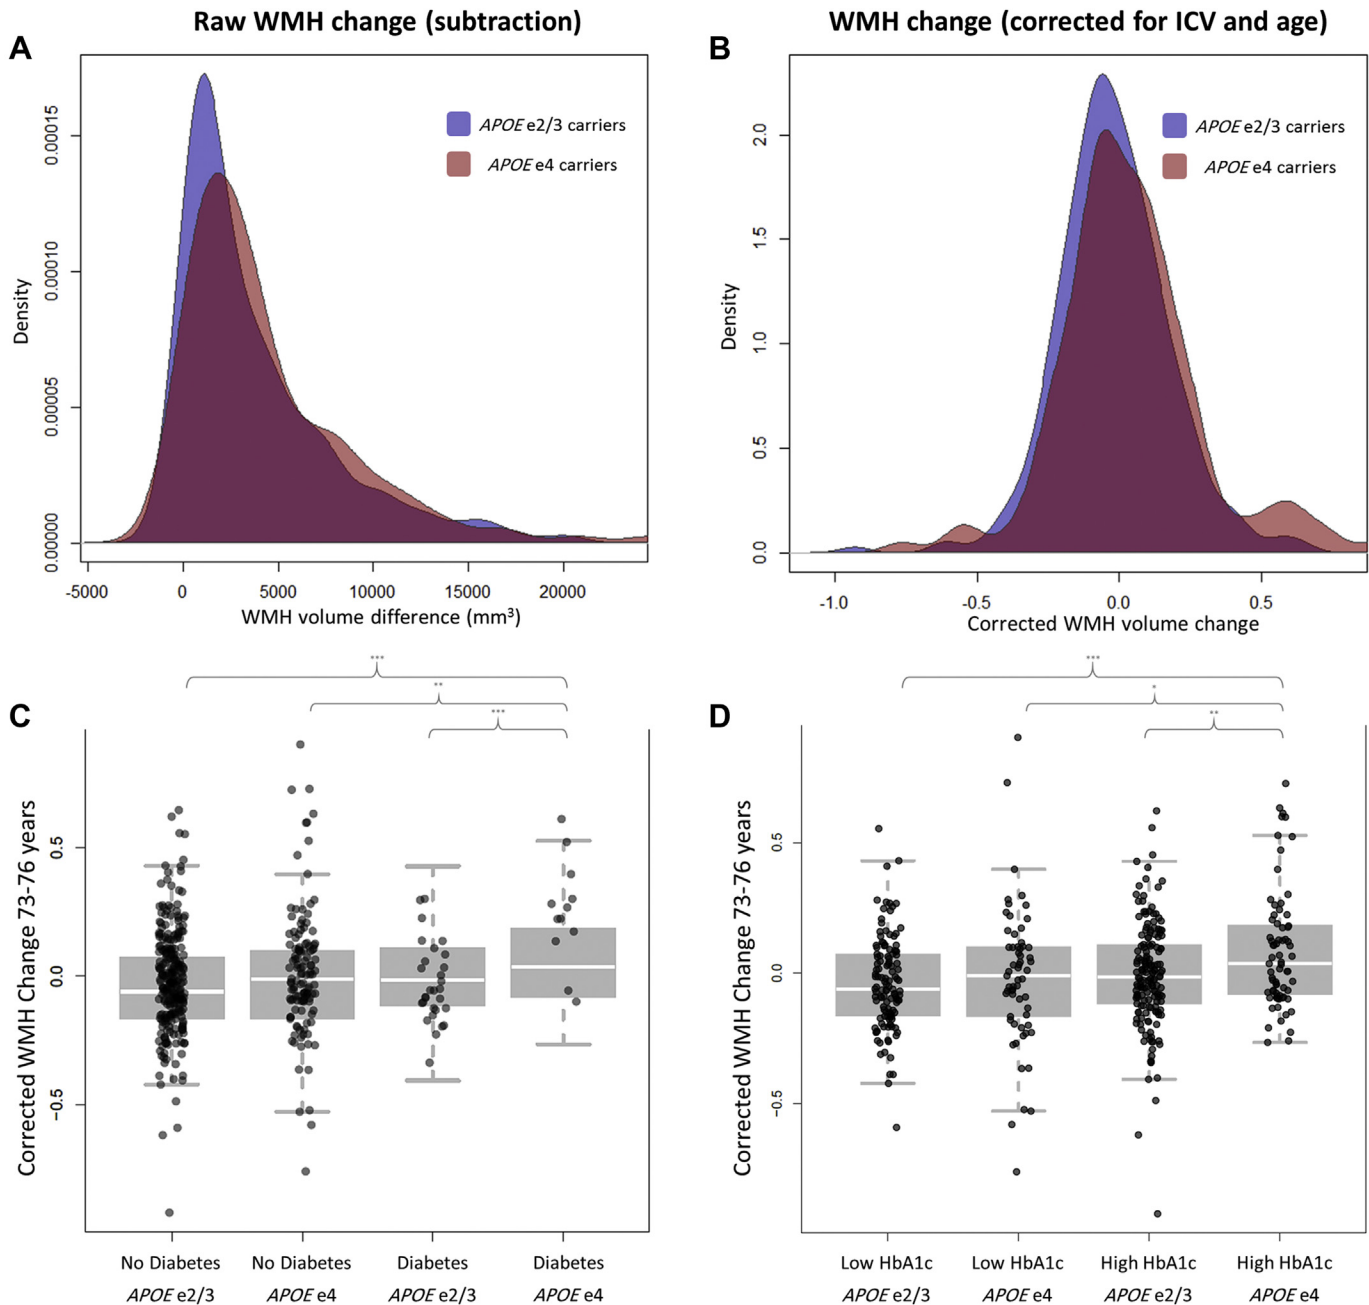 Raw WMH change (subtraction)
WMH change (corrected for ICV and age)
A
APOE e2/3 carriers
APOE e4 carriers
Density
0.00000
0.00005
0.00010
0.00015
-5000
0
5000
10000
15000
20000
WMH volume difference (mm³)
B
APOE e2/3 carriers
APOE e4 carriers
Density
0.0
0.5
1.0
1.5
2.0
-1.0
-0.5
0.0
0.5
Corrected WMH volume change
C
***
**
***
Corrected WMH Change 73-76 years
0.5
0.0
−0.5
No Diabetes
APOE e2/3
No Diabetes
APOE e4
Diabetes
APOE e2/3
Diabetes
APOE e4
D
***
*
**
Corrected WMH Change 73-76 years
0.5
0.0
−0.5
Low HbA1c
APOE e2/3
Low HbA1c
APOE e4
High HbA1c
APOE e2/3
High HbA1c
APOE e4